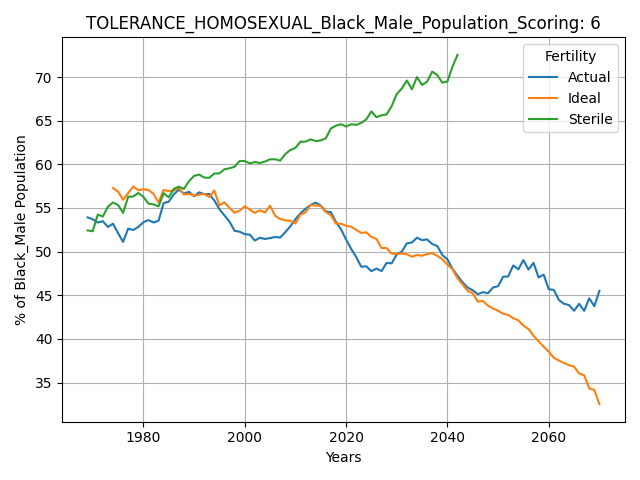 TOLERANCE_HOMOSEXUAL_Black_Male_Population_Scoring: 6
Fertility
Actual
Ideal
Sterile
% of Black_Male Population
70
65
60
55
50
45
40
35
1980
2000
2020
2040
2060
Years